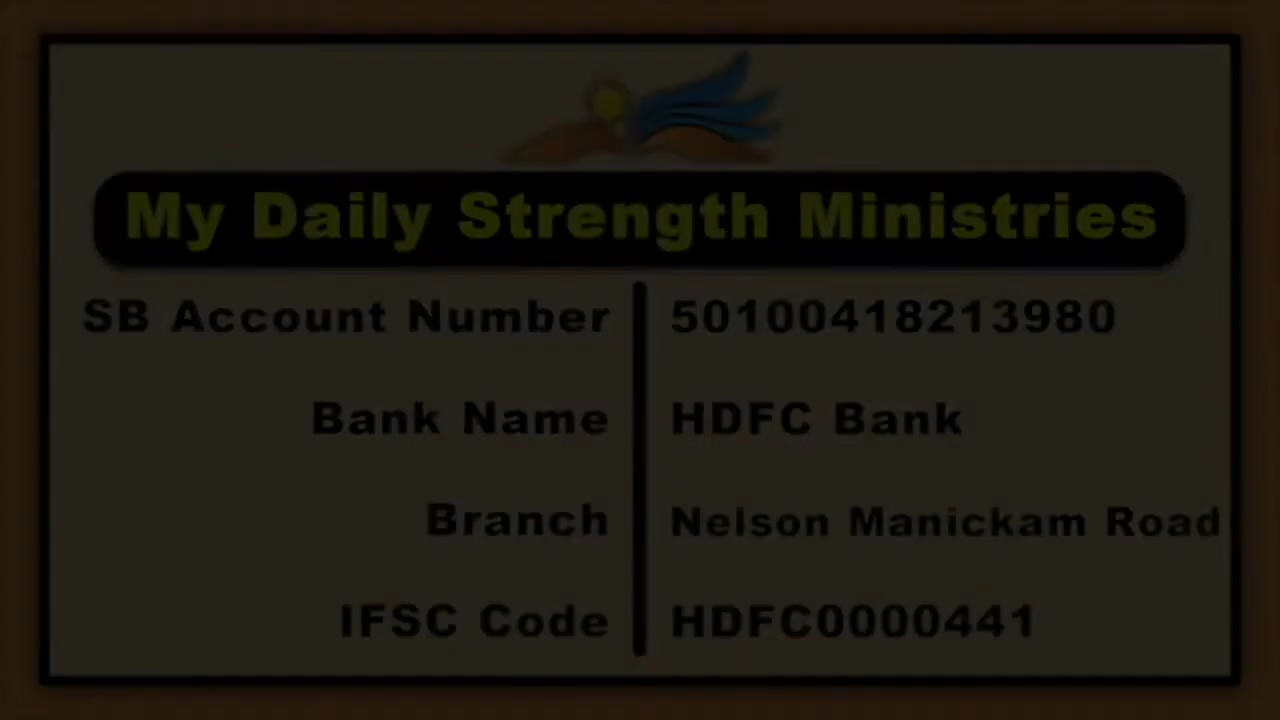 My Daily Strength Ministries
SB Account Number 50100418213980
Bank Name HDFC Bank
Branch Nelson Manickam Road
IFSC Code HDFC0000441